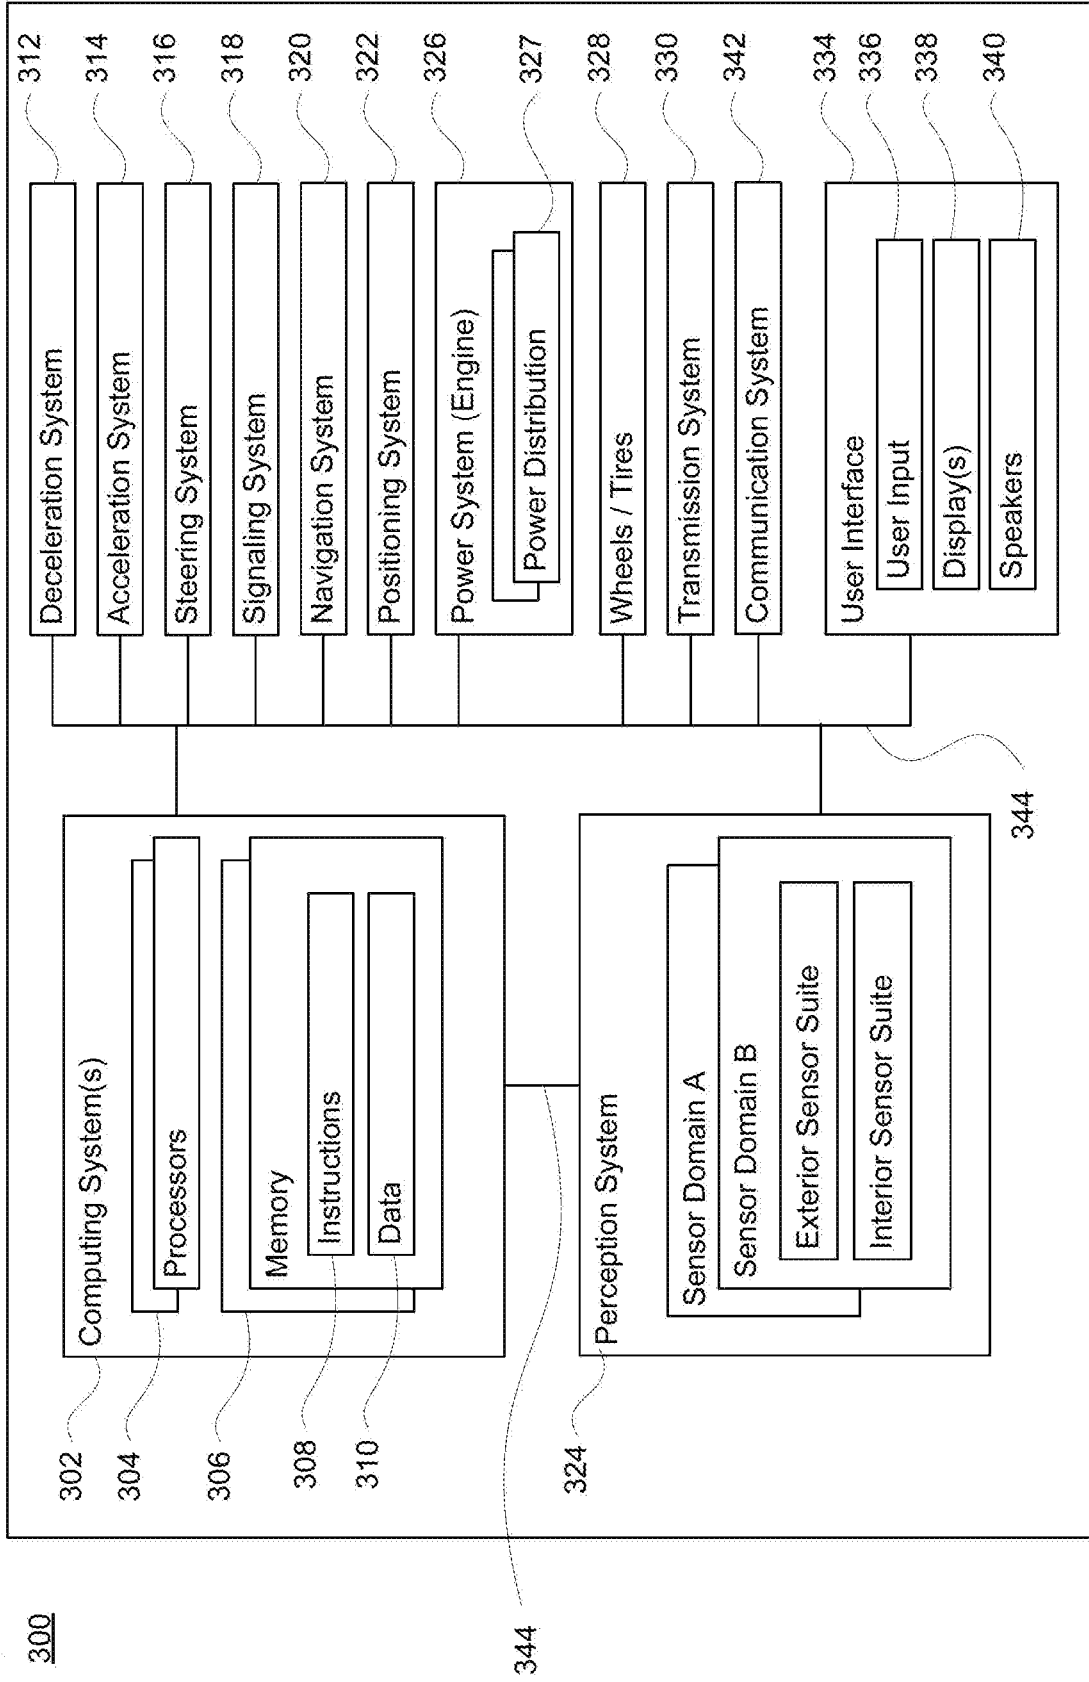 300
302
304
306
308
310
324
344
344
Computing System(s)
Processors
Memory
Instructions
Data
Perception System
Sensor Domain A
Sensor Domain B
Exterior Sensor Suite
Interior Sensor Suite
Deceleration System
Acceleration System
Steering System
Signaling System
Navigation System
Positioning System
Power System (Engine)
Power Distribution
Wheels / Tires
Transmission System
Communication System
User Interface
User Input
Display(s)
Speakers
312
314
316
318
320
322
326
327
328
330
342
334
336
338
340